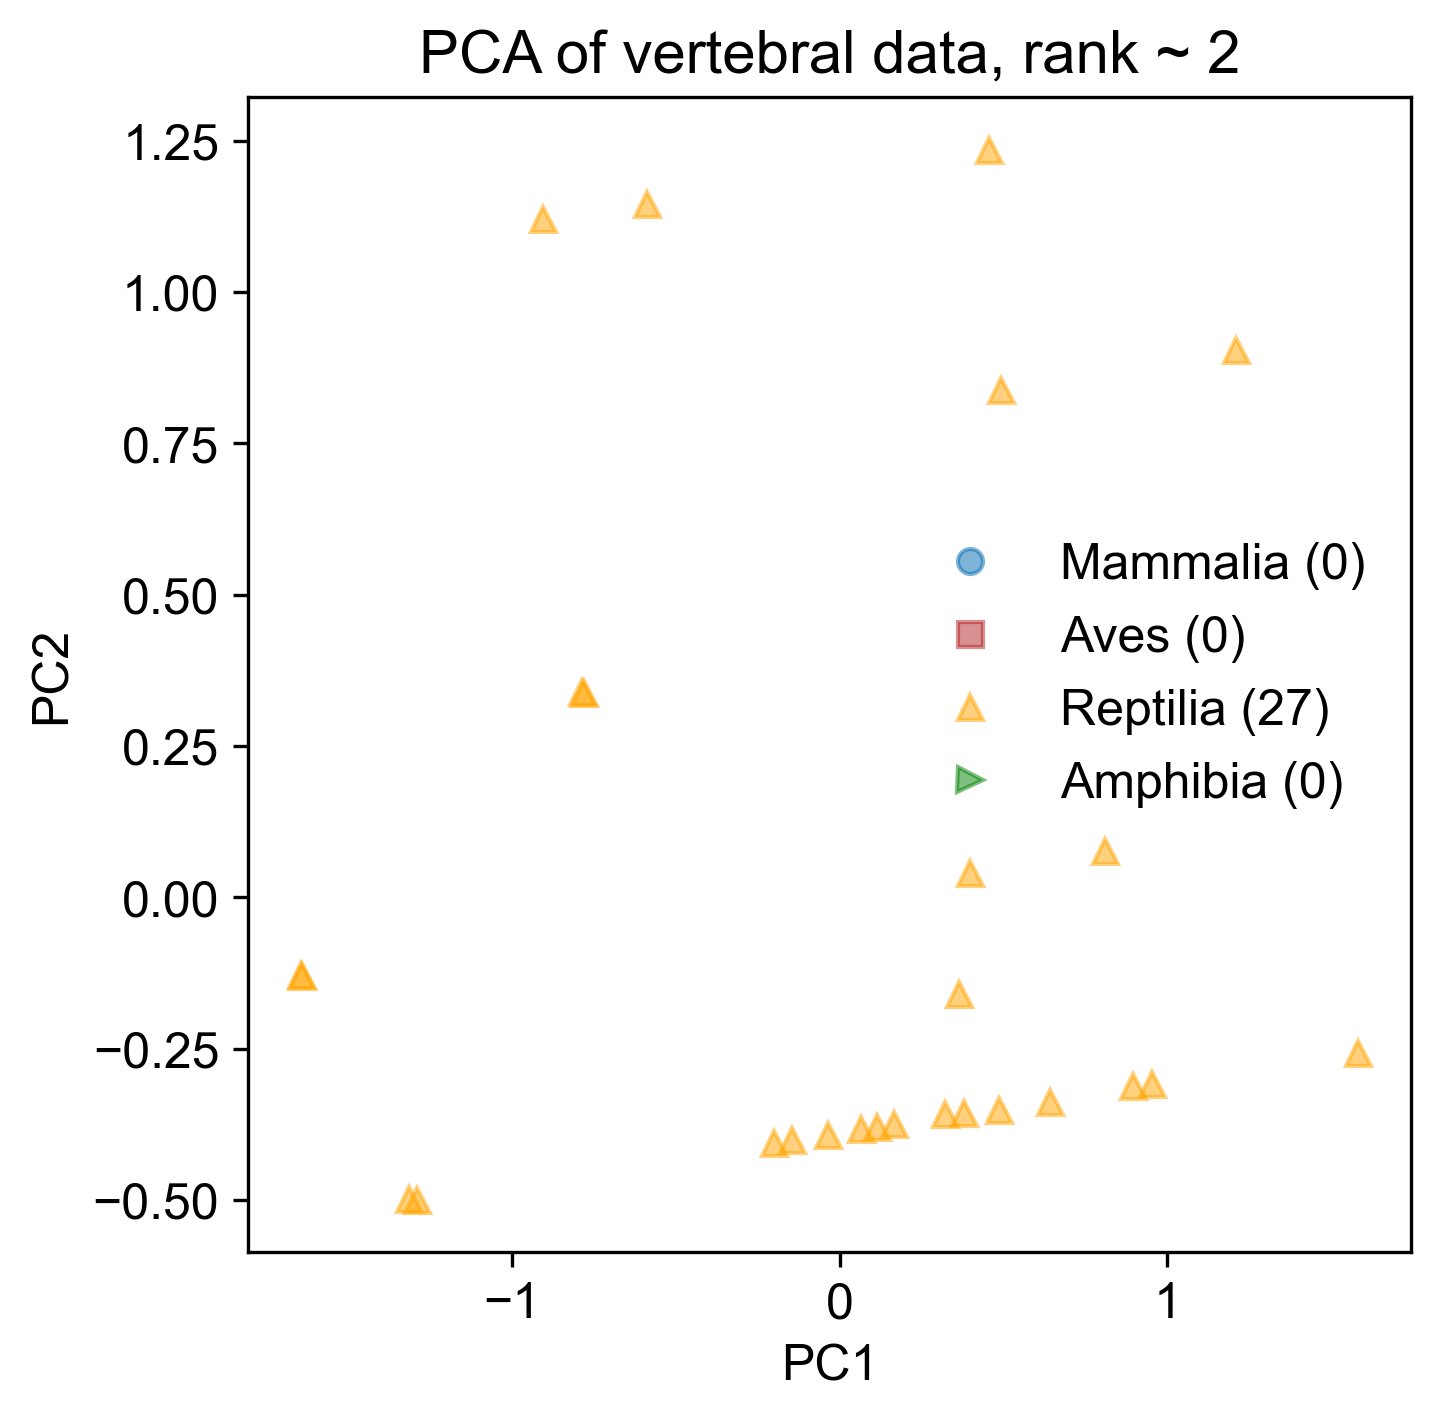 PCA of vertebral data, rank ~ 2
1.25
1.00
0.75
0.50
0.25
0.00
−0.25
−0.50
PC2
Mammalia (0)
Aves (0)
Reptilia (27)
Amphibia (0)
−1 0 1
PC1